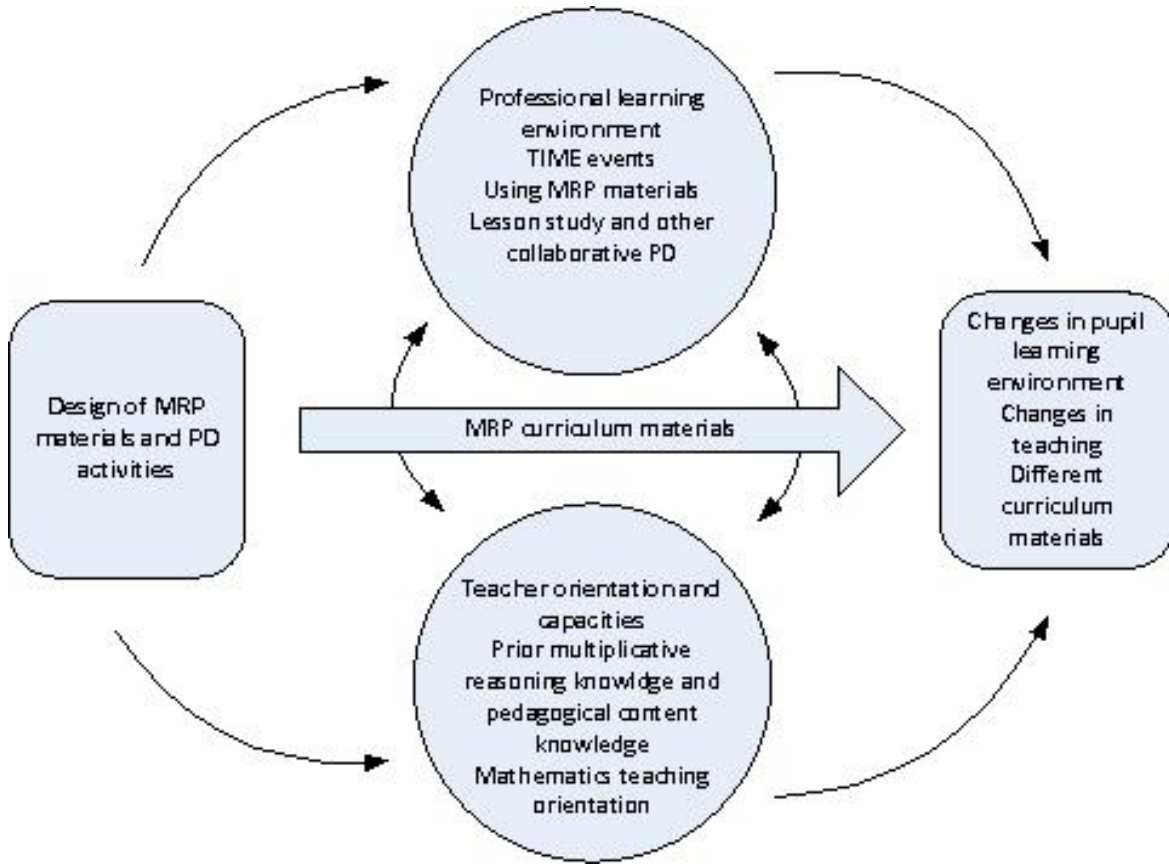 Professional learning
environment
TIME events
Using MRP materials
Lesson study and other
collaborative PD
Design of MRP
materials and PD
activities
MRP curriculum materials
Changes in pupil
learning
environment
Changes in
teaching
Different
curriculum
materials
Teacher orientation and
capacities
Prior multiplicative
reasoning knowldge and
pedagogical content
knowledge
Mathematics teaching
orientation